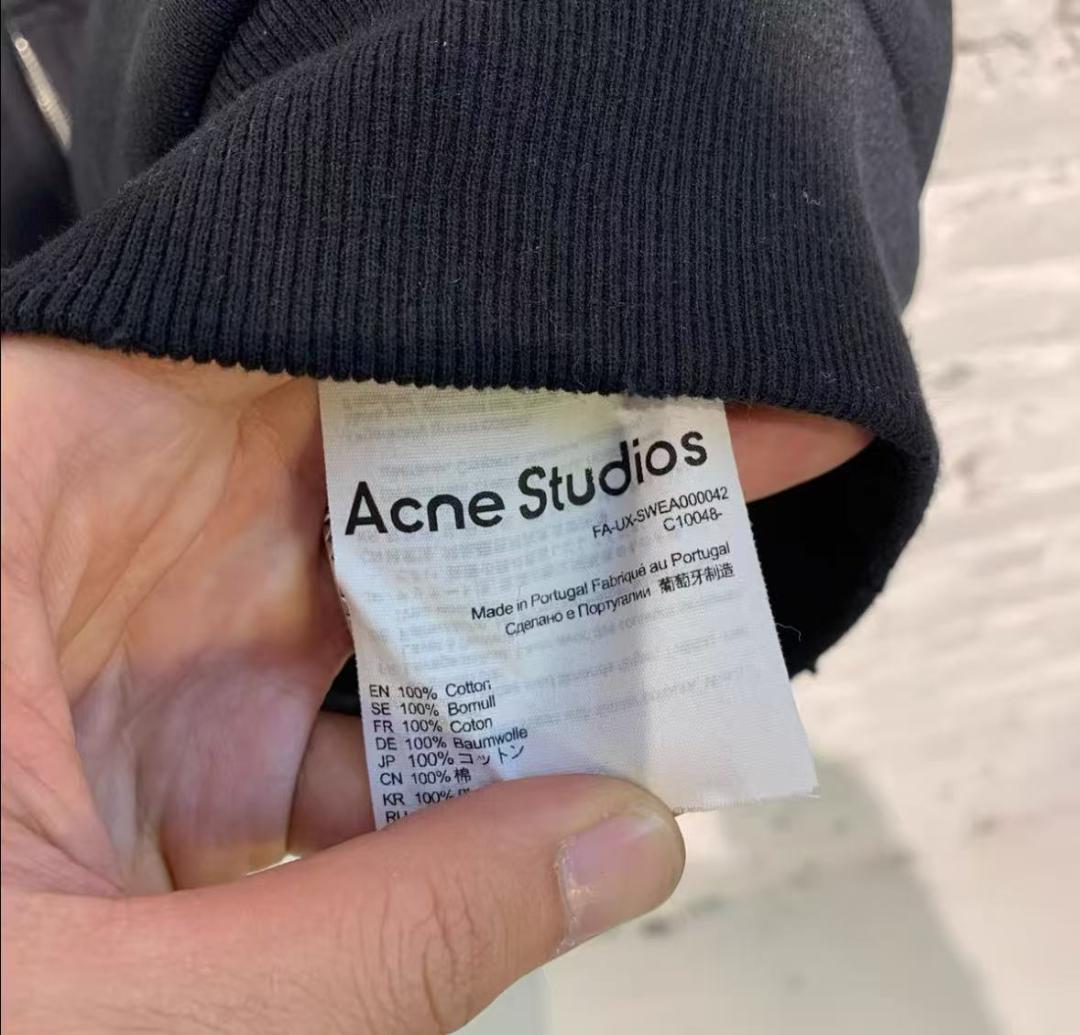 Acne Studios
FA-UX-SWEA000042
C10048-
Made in Portugal Fabriqué au Portugal
Сделано е Португалии 葡萄牙制造
EN 100% Cotton
SE 100% Bomull
FR 100% Coton
DE 100% Baumwolle
JP 100% コットン
CN 100% 棉
KR 100%
RU